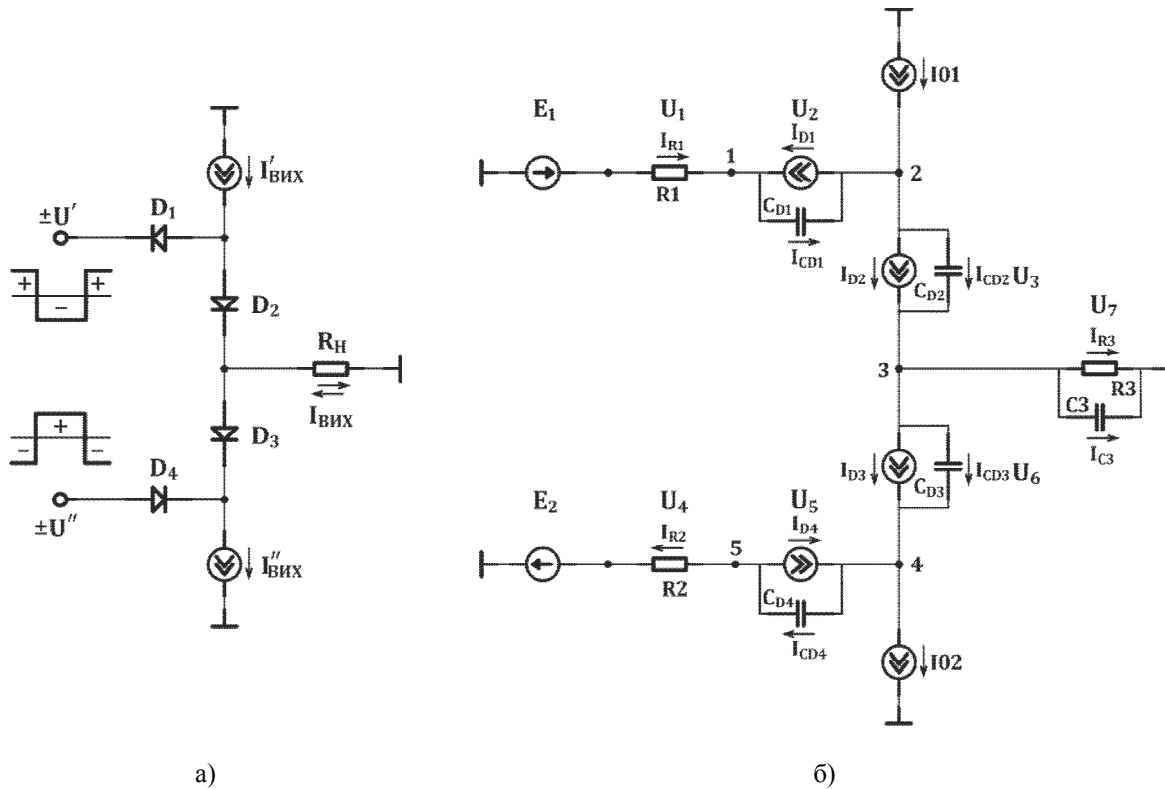 I′ВИХ
±U′
D1
+ +
−
D2
RН
IВИХ
+
− −
D3
D4
±U″
I″ВИХ
а)
I01
E1
U1
U2
IR1
ID1
1
2
R1
CD1
ICD1
ID2
CD2
ICD2 U3
U7
IR3
3
R3
C3
IC3
ID3
CD3
ICD3 U6
E2
U4
U5
IR2
ID4
5
4
R2
CD4
ICD4
I02
б)